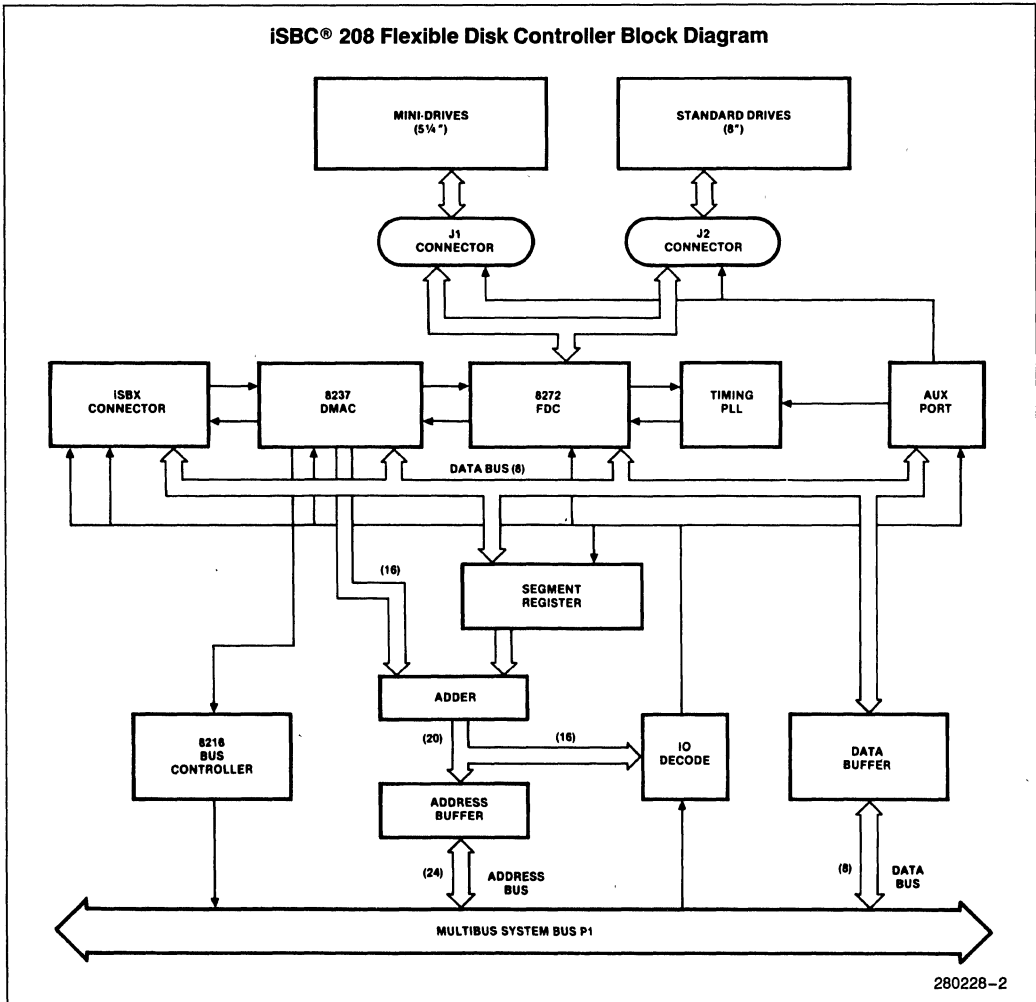 iSBC® 208 Flexible Disk Controller Block Diagram
MINI-DRIVES
(5¼")
STANDARD DRIVES
(8")
J1
CONNECTOR
J2
CONNECTOR
iSBX
CONNECTOR
8237
DMAC
8272
FDC
TIMING
PLL
AUX
PORT
DATA BUS (8)
(16)
SEGMENT
REGISTER
ADDER
8216
BUS
CONTROLLER
(20)
(16)
IO
DECODE
DATA
BUFFER
ADDRESS
BUFFER
(24)
ADDRESS
BUS
(8)
DATA
BUS
MULTIBUS SYSTEM BUS P1
280228-2